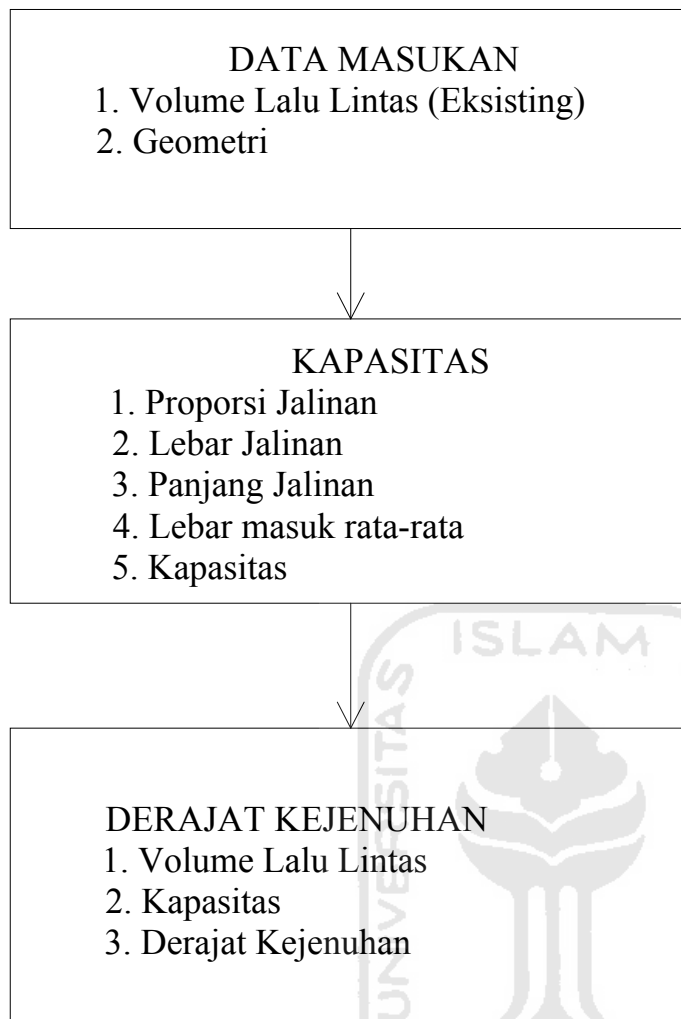 DATA MASUKAN
1. Volume Lalu Lintas (Eksisting)
2. Geometri
KAPASITAS
1. Proporsi Jalinan
2. Lebar Jalinan
3. Panjang Jalinan
4. Lebar masuk rata-rata
5. Kapasitas
ISLAM
UNIVERSITAS
DERAJAT KEJENUHAN
1. Volume Lalu Lintas
2. Kapasitas
3. Derajat Kejenuhan